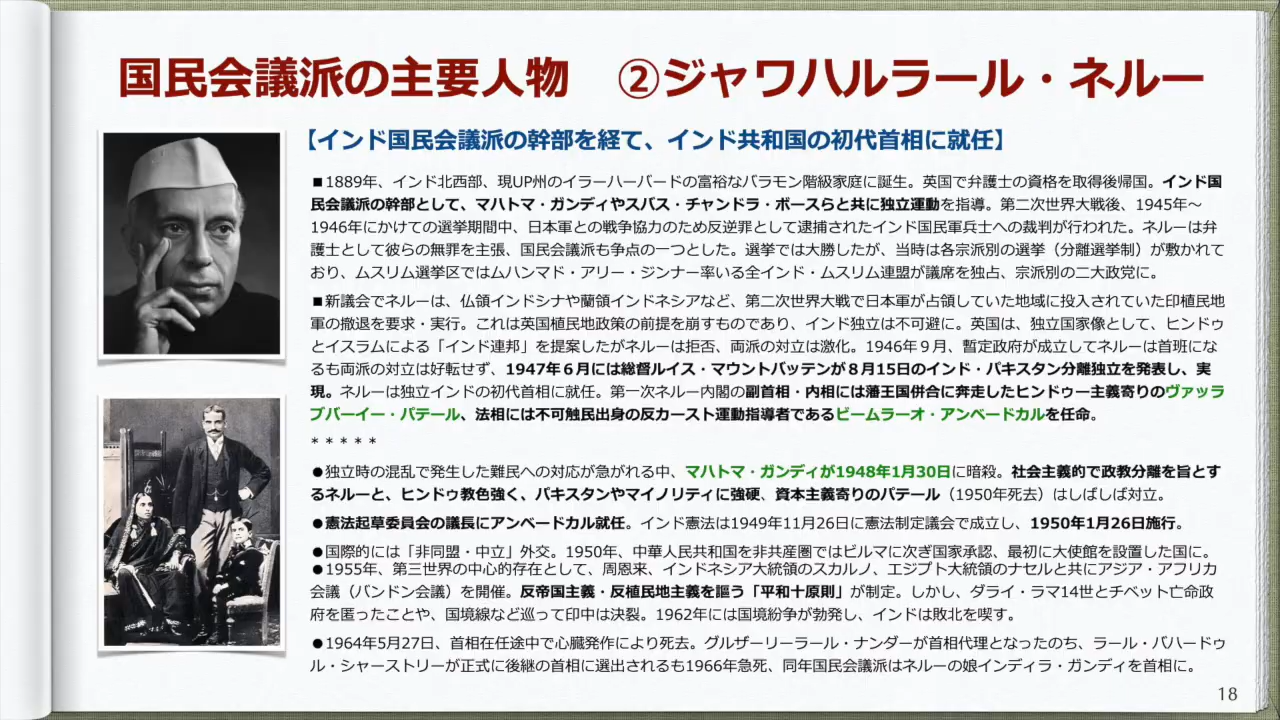 国民会議派の主要人物　②ジャワハルラール・ネルー
【インド国民会議派の幹部を経て、インド共和国の初代首相に就任】
■1889年、インド北西部、現UP州のイラーハーバードの富裕なバラモン階級家庭に誕生。英国で弁護士の資格を取得後帰国。インド国
民会議派の幹部として、マハトマ・ガンディやスバス・チャンドラ・ボースらと共に独立運動を指導。第二次世界大戦後、1945年～
1946年にかけての選挙期間中、日本軍との戦争協力のため反逆罪として逮捕されたインド国民軍兵士への裁判が行われた。ネルーは弁
護士として彼らの無罪を主張、国民会議派も争点の一つとした。選挙では大勝したが、当時は各宗派別の選挙（分離選挙制）が敷かれて
おり、ムスリム選挙区ではムハンマド・アリー・ジンナー率いる全インド・ムスリム連盟が議席を独占、宗派別の二大政党に。
■新議会でネルーは、仏領インドシナや蘭領インドネシアなど、第二次世界大戦で日本軍が占領していた地域に投入されていた印植民地
軍の撤退を要求・実行。これは英国植民地政策の前提を崩すものであり、インド独立は不可避に。英国は、独立国家像として、ヒンドゥ
とイスラムによる「インド連邦」を提案したがネルーは拒否、両派の対立は激化。1946年９月、暫定政府が成立してネルーは首班にな
るも両派の対立は好転せず、1947年６月には総督ルイス・マウントバッテンが８月15日のインド・パキスタン分離独立を発表し、実
現。ネルーは独立インドの初代首相に就任。第一次ネルー内閣の副首相・内相には藩王国併合に奔走したヒンドゥー主義寄りのヴァッラ
ブバーイー・パテール、法相には不可触民出身の反カースト運動指導者であるビームラーオ・アンベードカルを任命。
＊＊＊＊＊
●独立時の混乱で発生した難民への対応が急がれる中、マハトマ・ガンディが1948年1月30日に暗殺。社会主義的で政教分離を旨とす
るネルーと、ヒンドゥ教色強く、パキスタンやマイノリティに強硬、資本主義寄りのパテール（1950年死去）はしばしば対立。
●憲法起草委員会の議長にアンベードカル就任。インド憲法は1949年11月26日に憲法制定議会で成立し、1950年1月26日施行。
●国際的には「非同盟・中立」外交。1950年、中華人民共和国を非共産圏ではビルマに次ぎ国家承認、最初に大使館を設置した国に。
●1955年、第三世界の中心的存在として、周恩来、インドネシア大統領のスカルノ、エジプト大統領のナセルと共にアジア・アフリカ
会議（バンドン会議）を開催。反帝国主義・反植民地主義を謳う「平和十原則」が制定。しかし、ダライ・ラマ14世とチベット亡命政
府を匿ったことや、国境線など巡って印中は決裂。1962年には国境紛争が勃発し、インドは敗北を喫す。
●1964年5月27日、首相在任途中で心臓発作により死去。グルザーリーラール・ナンダーが首相代理となったのち、ラール・バハードゥ
ル・シャーストリーが正式に後継の首相に選出されるも1966年急死、同年国民会議派はネルーの娘インディラ・ガンディを首相に。
18